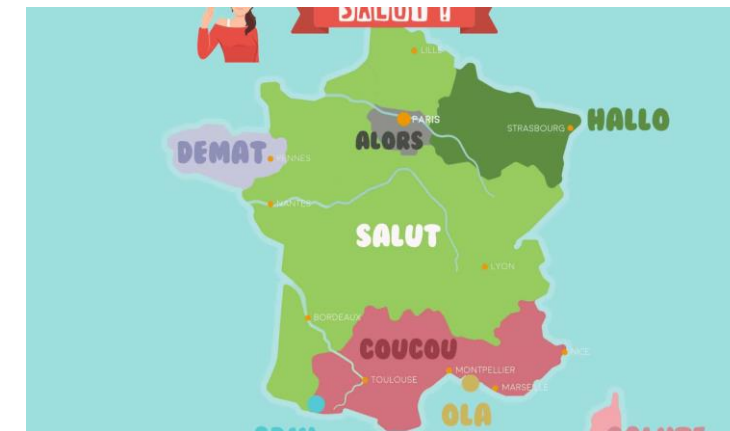 SALUT !
LILLE
PARIS
ALORS
STRASBOURG
HALLO
DEMAT
RENNES
NANTES
SALUT
LYON
BORDEAUX
COUCOU
NICE
MONTPELLIER
TOULOUSE
MARSEILLE
OLA